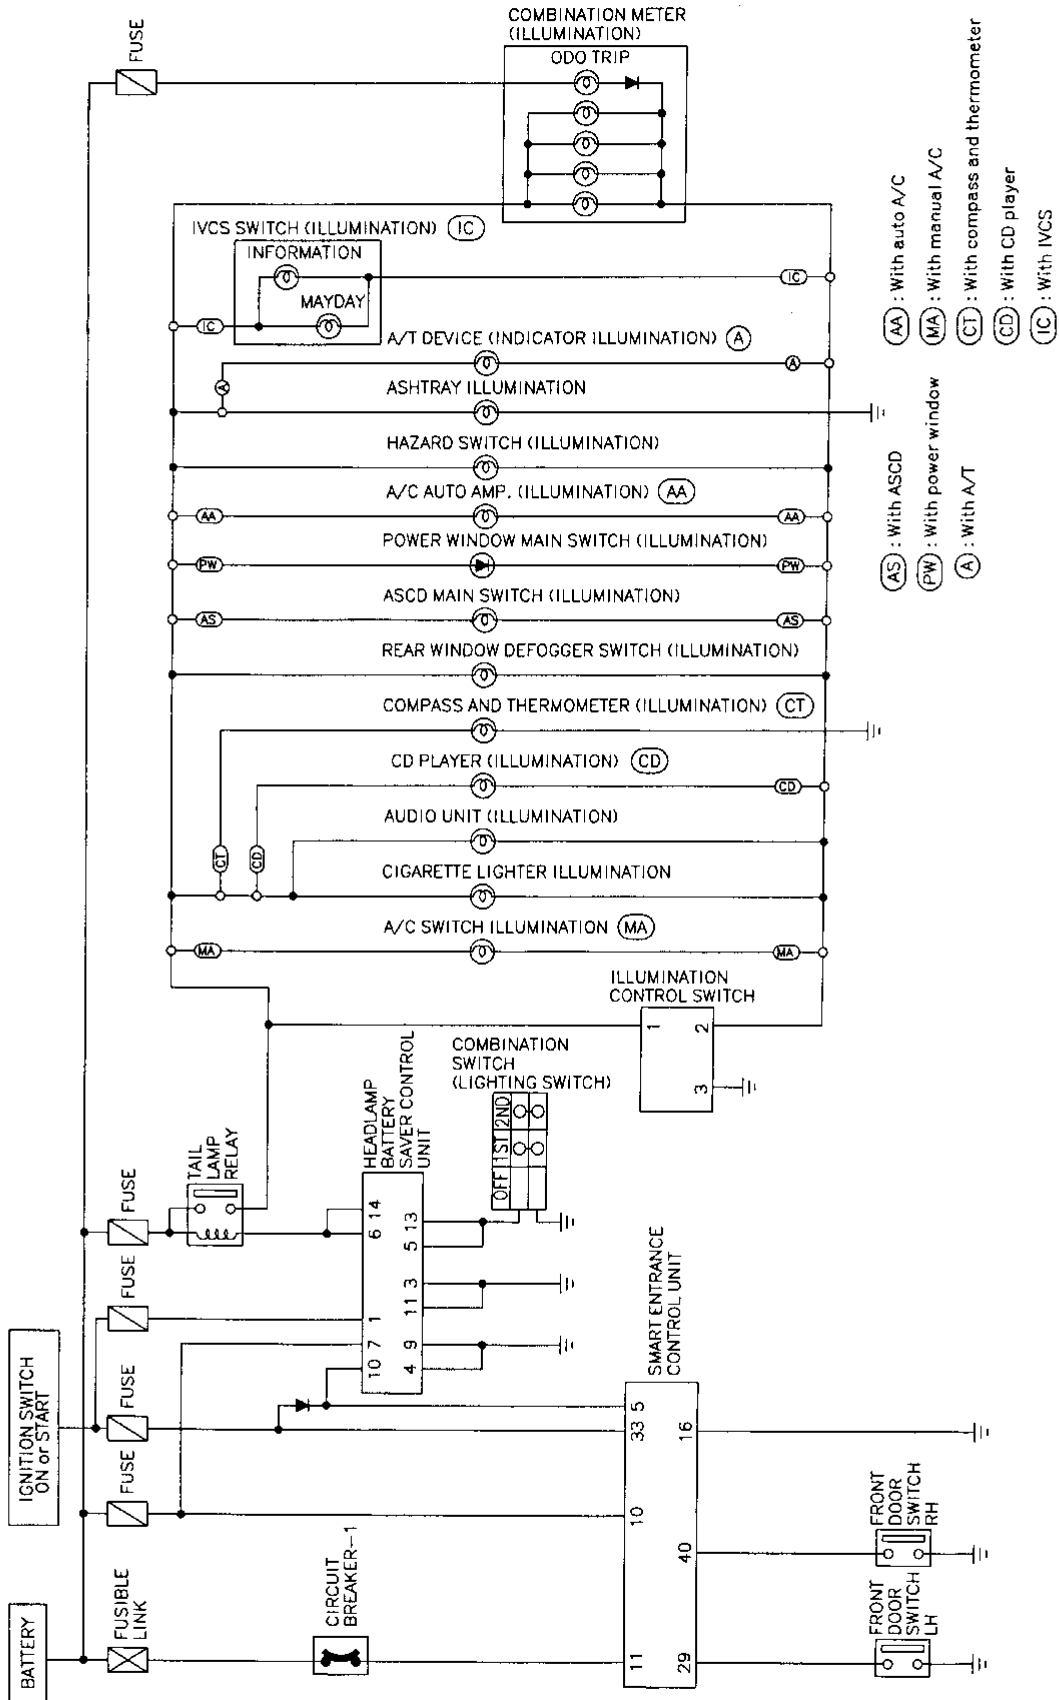 COMBINATION METER
(ILLUMINATION)
ODO TRIP
FUSE
IVCS SWITCH (ILLUMINATION) IC
INFORMATION
MAYDAY
IC
IC
A/T DEVICE (INDICATOR ILLUMINATION) A
A
A
ASHTRAY ILLUMINATION
HAZARD SWITCH (ILLUMINATION)
A/C AUTO AMP. (ILLUMINATION) AA
AA
AA
POWER WINDOW MAIN SWITCH (ILLUMINATION)
PW
PW
ASCD MAIN SWITCH (ILLUMINATION)
AS
AS
REAR WINDOW DEFOGGER SWITCH (ILLUMINATION)
COMPASS AND THERMOMETER (ILLUMINATION) CT
CD PLAYER (ILLUMINATION) CD
CD
AUDIO UNIT (ILLUMINATION)
CT
CD
CIGARETTE LIGHTER ILLUMINATION
A/C SWITCH ILLUMINATION MA
MA
MA
AA : With auto A/C
MA : With manual A/C
CT : With compass and thermometer
CD : With CD player
IC : With IVCS
AS : With ASCD
PW : With power window
A : With A/T
ILLUMINATION
CONTROL SWITCH
1
2
3
COMBINATION
SWITCH
(LIGHTING SWITCH)
OFF 1ST 2ND
HEADLAMP
BATTERY
SAVER CONTROL
UNIT
TAIL
LAMP
RELAY
FUSE
FUSE
FUSE
FUSE
6 14
1
10 7
5 13
11 3
4 9
IGNITION SWITCH
ON or START
BATTERY
FUSIBLE
LINK
CIRCUIT
BREAKER-1
SMART ENTRANCE
CONTROL UNIT
11
10
33 5
29
40
16
FRONT
DOOR
SWITCH
RH
FRONT
DOOR
SWITCH
LH